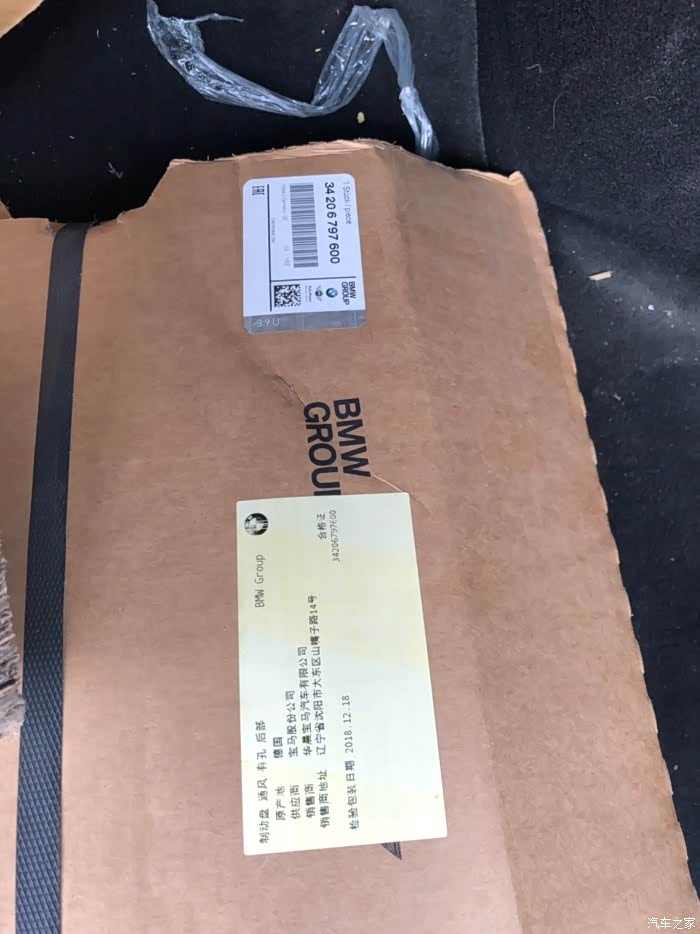 1 Stück / piece
34 20 6 797 600
BMW
GROUP
EAC
39U
BMW
GROUP
BMW Group
合格证
34206797600
制动盘 通风 有孔 后部
原产地 德国
供应商 宝马股份公司
销售商 华晨宝马汽车有限公司
销售商地址 辽宁省沈阳市大东区山嘴子路14号
检验包装日期 2018.12.18
汽车之家